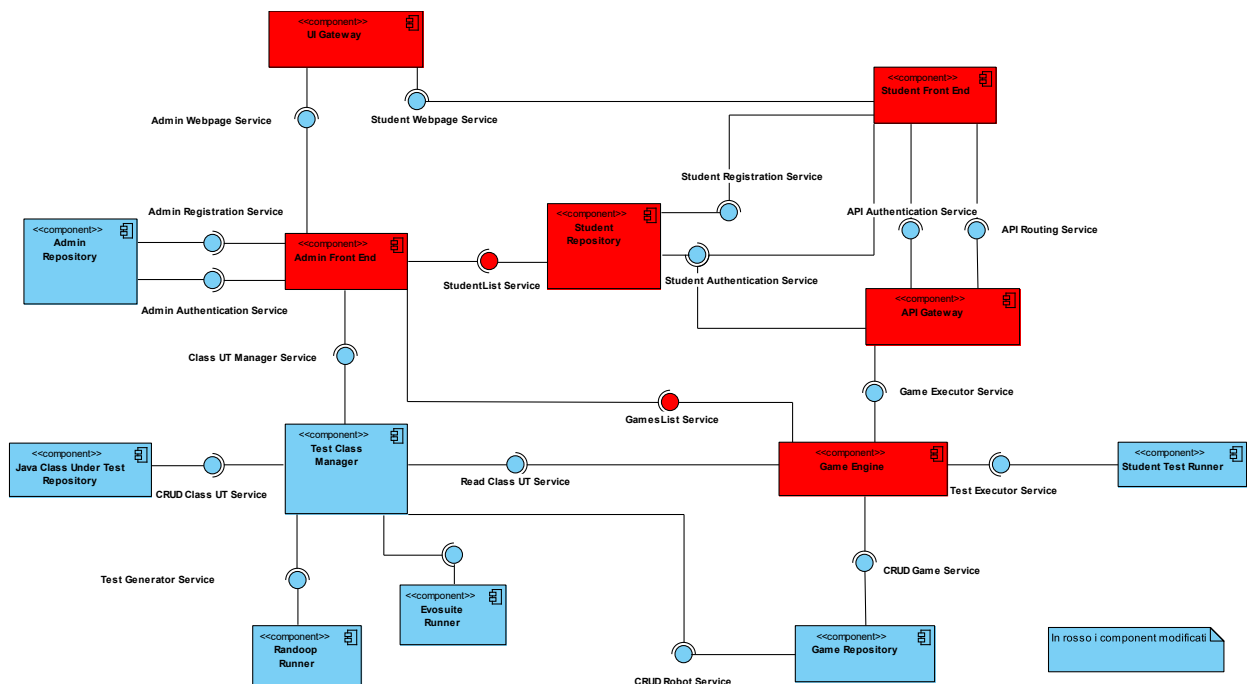 <<component>>
UI Gateway
<<component>>
Student Front End
Admin Webpage Service
Student Webpage Service
Student Registration Service
Admin Registration Service
<<component>>
Admin
Repository
<<component>>
Admin Front End
<<component>>
Student
Repository
API Authentication Service
API Routing Service
StudentList Service
Student Authentication Service
Admin Authentication Service
<<component>>
API Gateway
Class UT Manager Service
Game Executor Service
GamesList Service
<<component>>
Java Class Under Test
Repository
<<component>>
Test Class
Manager
<<component>>
Game Engine
<<component>>
Student Test Runner
CRUD Class UT Service
Read Class UT Service
Test Executor Service
Test Generator Service
CRUD Game Service
<<component>>
Evosuite
Runner
<<component>>
Randoop
Runner
<<component>>
Game Repository
In rosso i component modificati
CRUD Robot Service